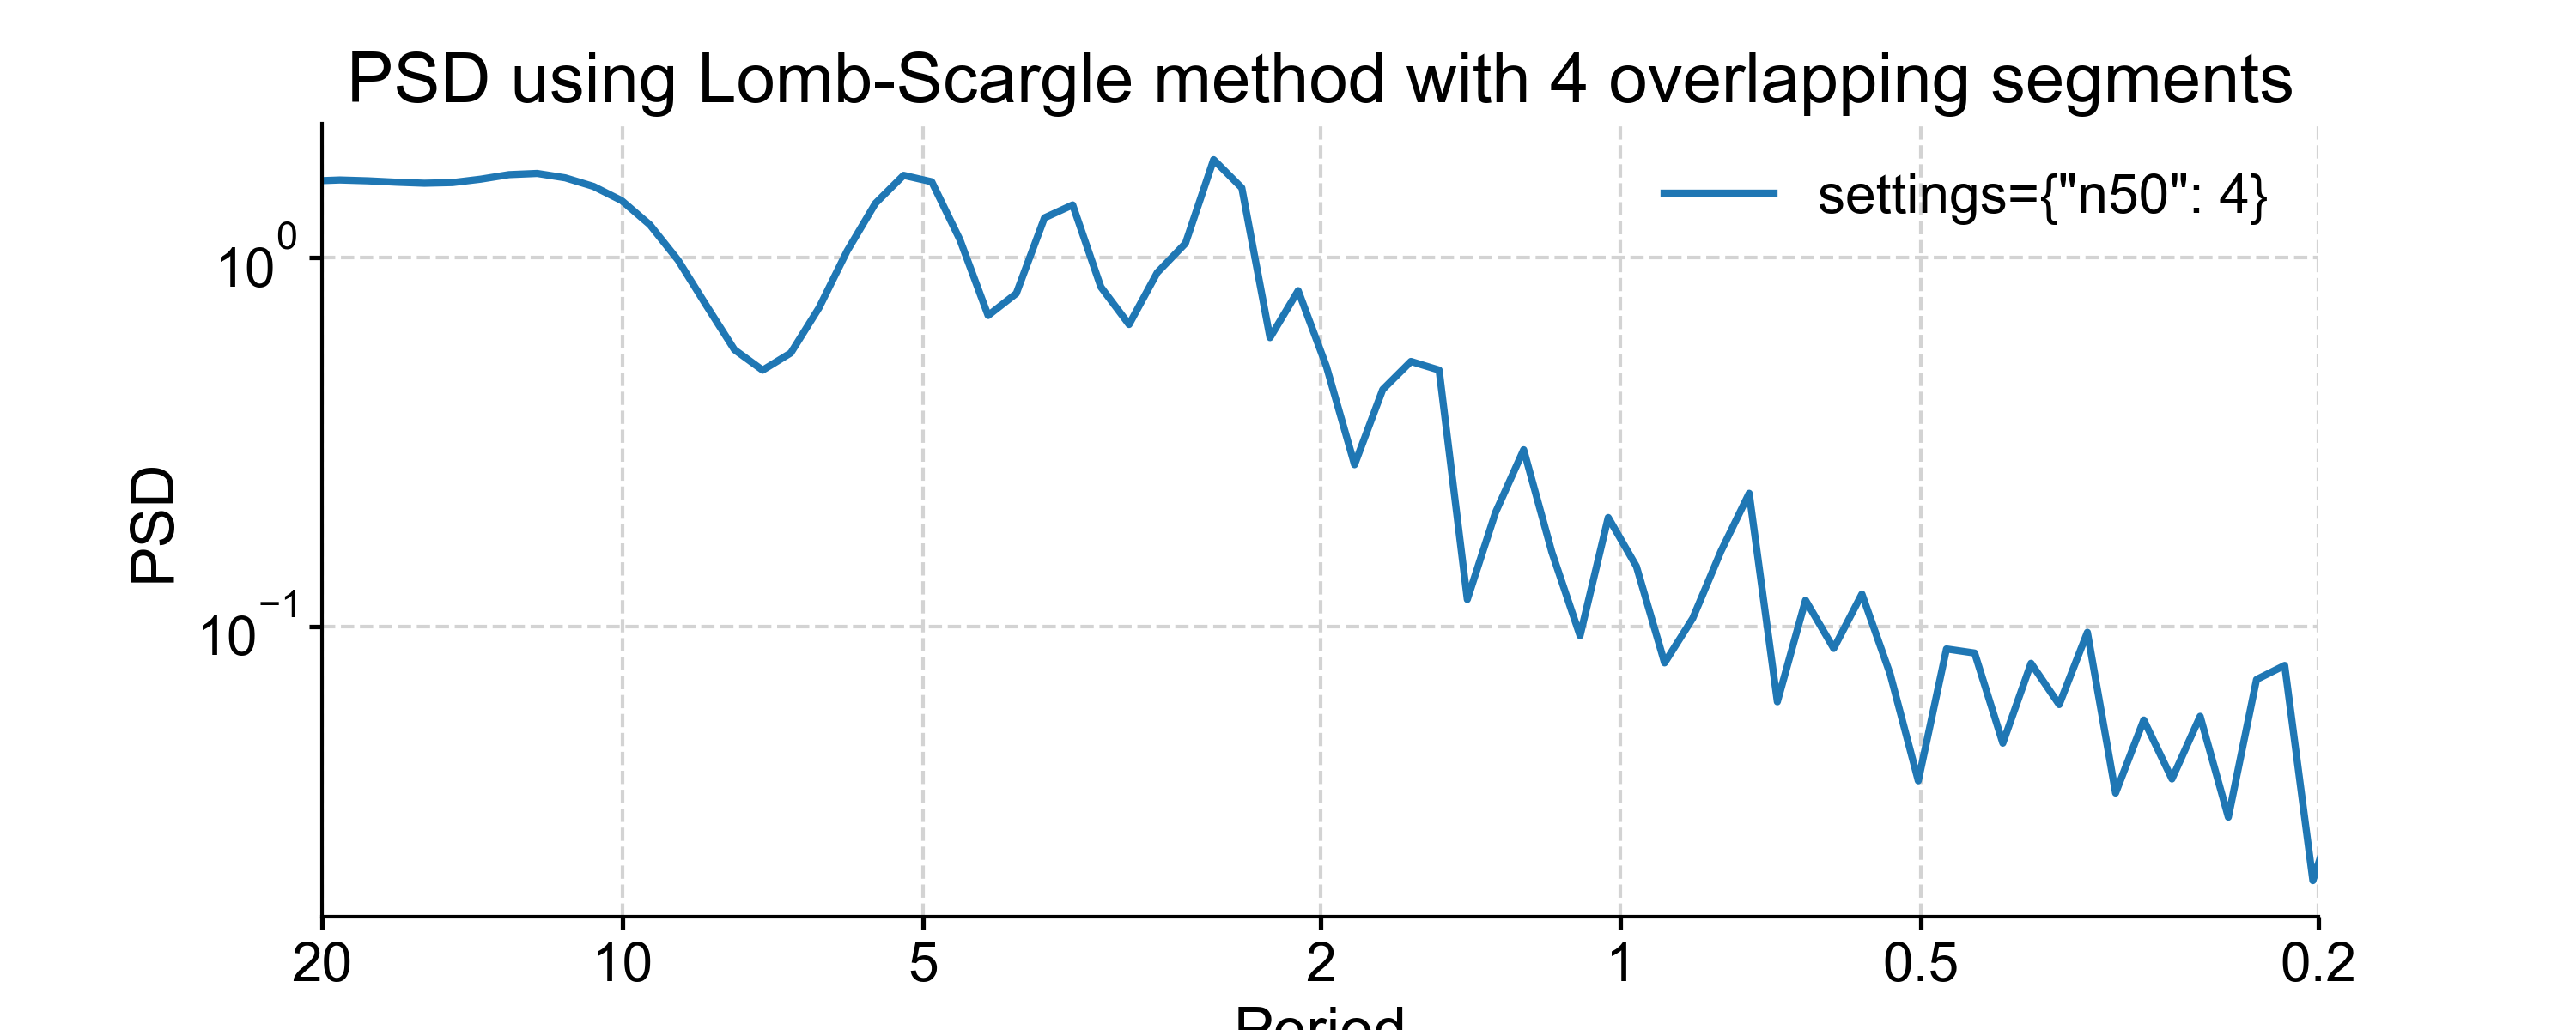 PSD using Lomb-Scargle method with 4 overlapping segments
settings={"n50": 4}
10^0
10^−1
PSD
20 10 5 2 1 0.5 0.2
Period